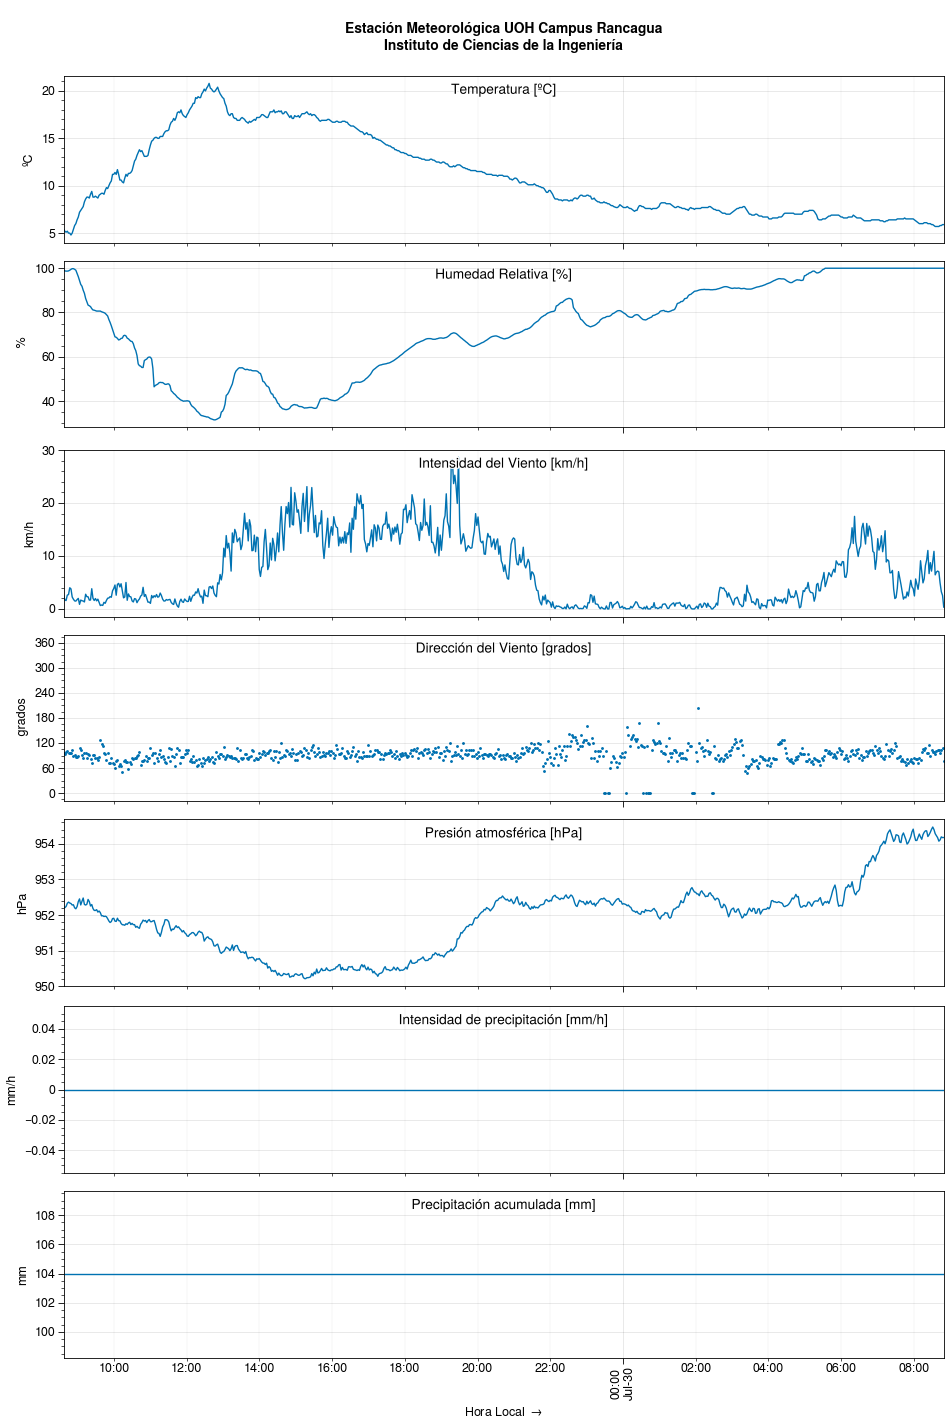 Estación Meteorológica UOH Campus Rancagua
Instituto de Ciencias de la Ingeniería
Temperatura [ºC]
20
15
10
5
ºC
Humedad Relativa [%]
100
80
60
40
%
Intensidad del Viento [km/h]
30
20
10
0
km/h
Dirección del Viento [grados]
360
300
240
180
120
60
0
grados
Presión atmosférica [hPa]
954
953
952
951
950
hPa
Intensidad de precipitación [mm/h]
0.04
0.02
0
−0.02
−0.04
mm/h
Precipitación acumulada [mm]
108
106
104
102
100
mm
10:00 12:00 14:00 16:00 18:00 20:00 22:00 00:00 02:00 04:00 06:00 08:00
Jul-30
Hora Local →